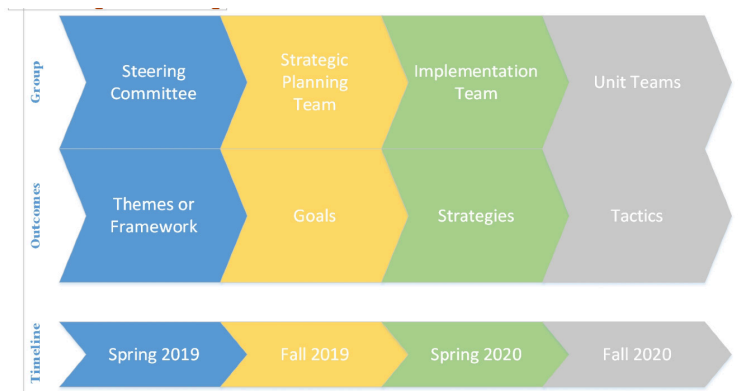 Group
Steering
Committee
Strategic
Planning
Team
Implementation
Team
Unit Teams
Outcomes
Themes or
Framework
Goals
Strategies
Tactics
Timeline
Spring 2019
Fall 2019
Spring 2020
Fall 2020